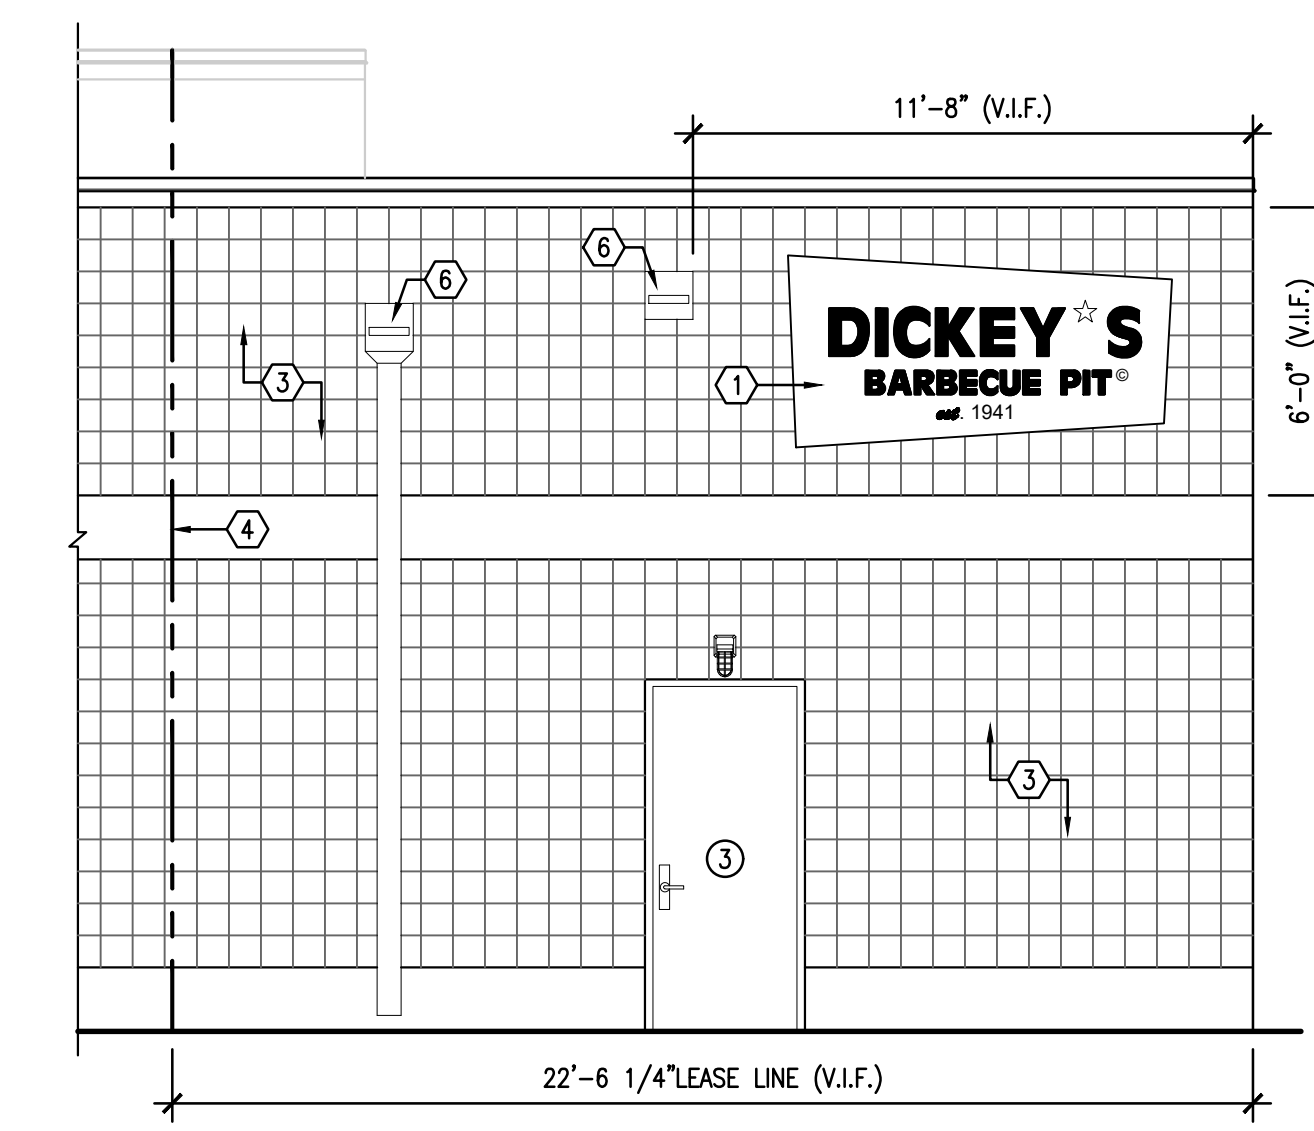 11'-8" (V.I.F.)
6
6
DICKEY☆S
3
1
BARBECUE PIT©
est. 1941
6'-0" (V.I.F.)
4
3
3
22'-6 1/4"LEASE LINE (V.I.F.)